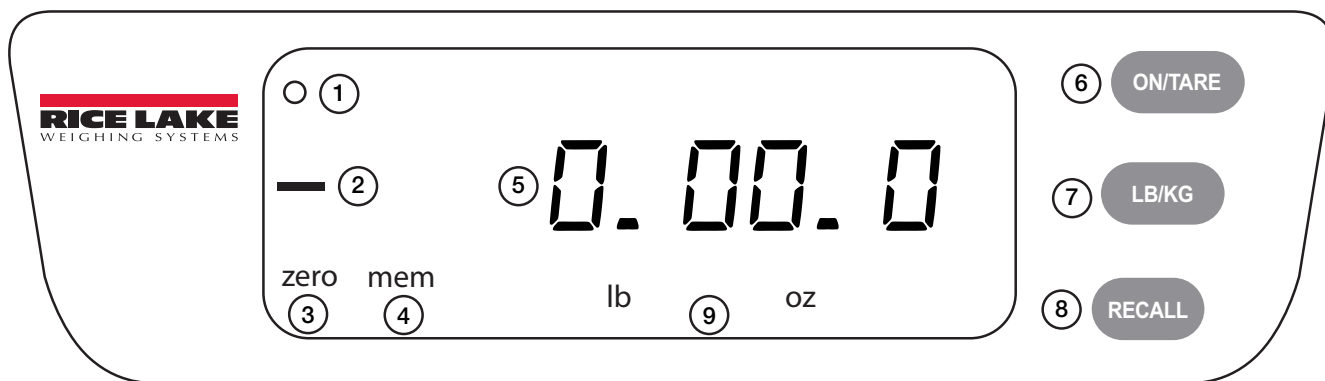 1
6 ON/TARE
RICE LAKE
WEIGHING SYSTEMS
2
5 0. 00. 0
7 LB/KG
zero mem
3 4
lb 9 oz
8 RECALL